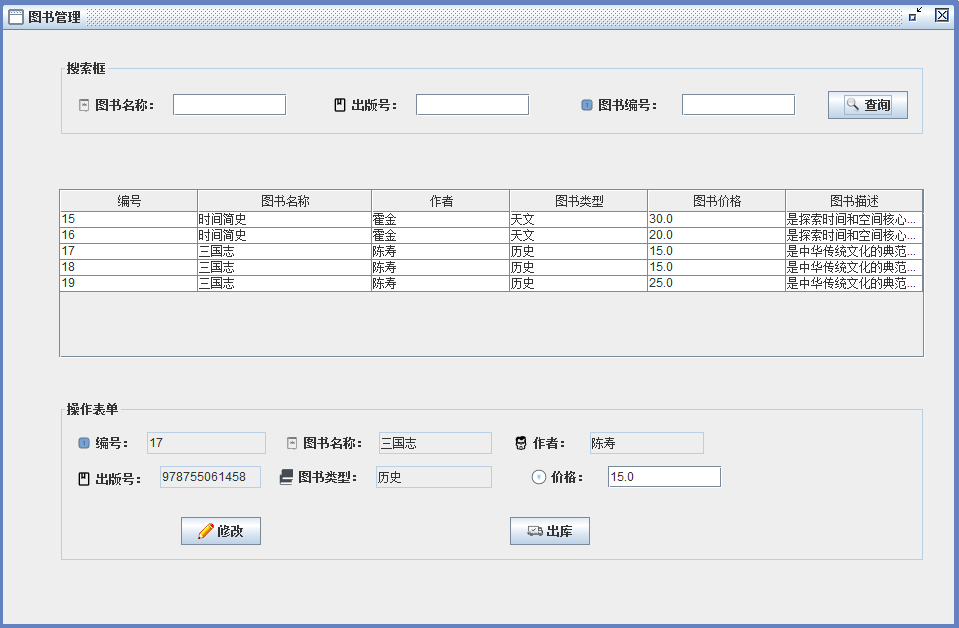 图书管理
搜索框
图书名称： 出版号： 图书编号： 查询
编号 图书名称 作者 图书类型 图书价格 图书描述
15 时间简史 霍金 天文 30.0 是探索时间和空间核心...
16 时间简史 霍金 天文 20.0 是探索时间和空间核心...
17 三国志 陈寿 历史 15.0 是中华传统文化的典范...
18 三国志 陈寿 历史 15.0 是中华传统文化的典范...
19 三国志 陈寿 历史 25.0 是中华传统文化的典范...
操作表单
编号： 17 图书名称： 三国志 作者： 陈寿
出版号： 978755061458 图书类型： 历史 价格： 15.0
修改 出库